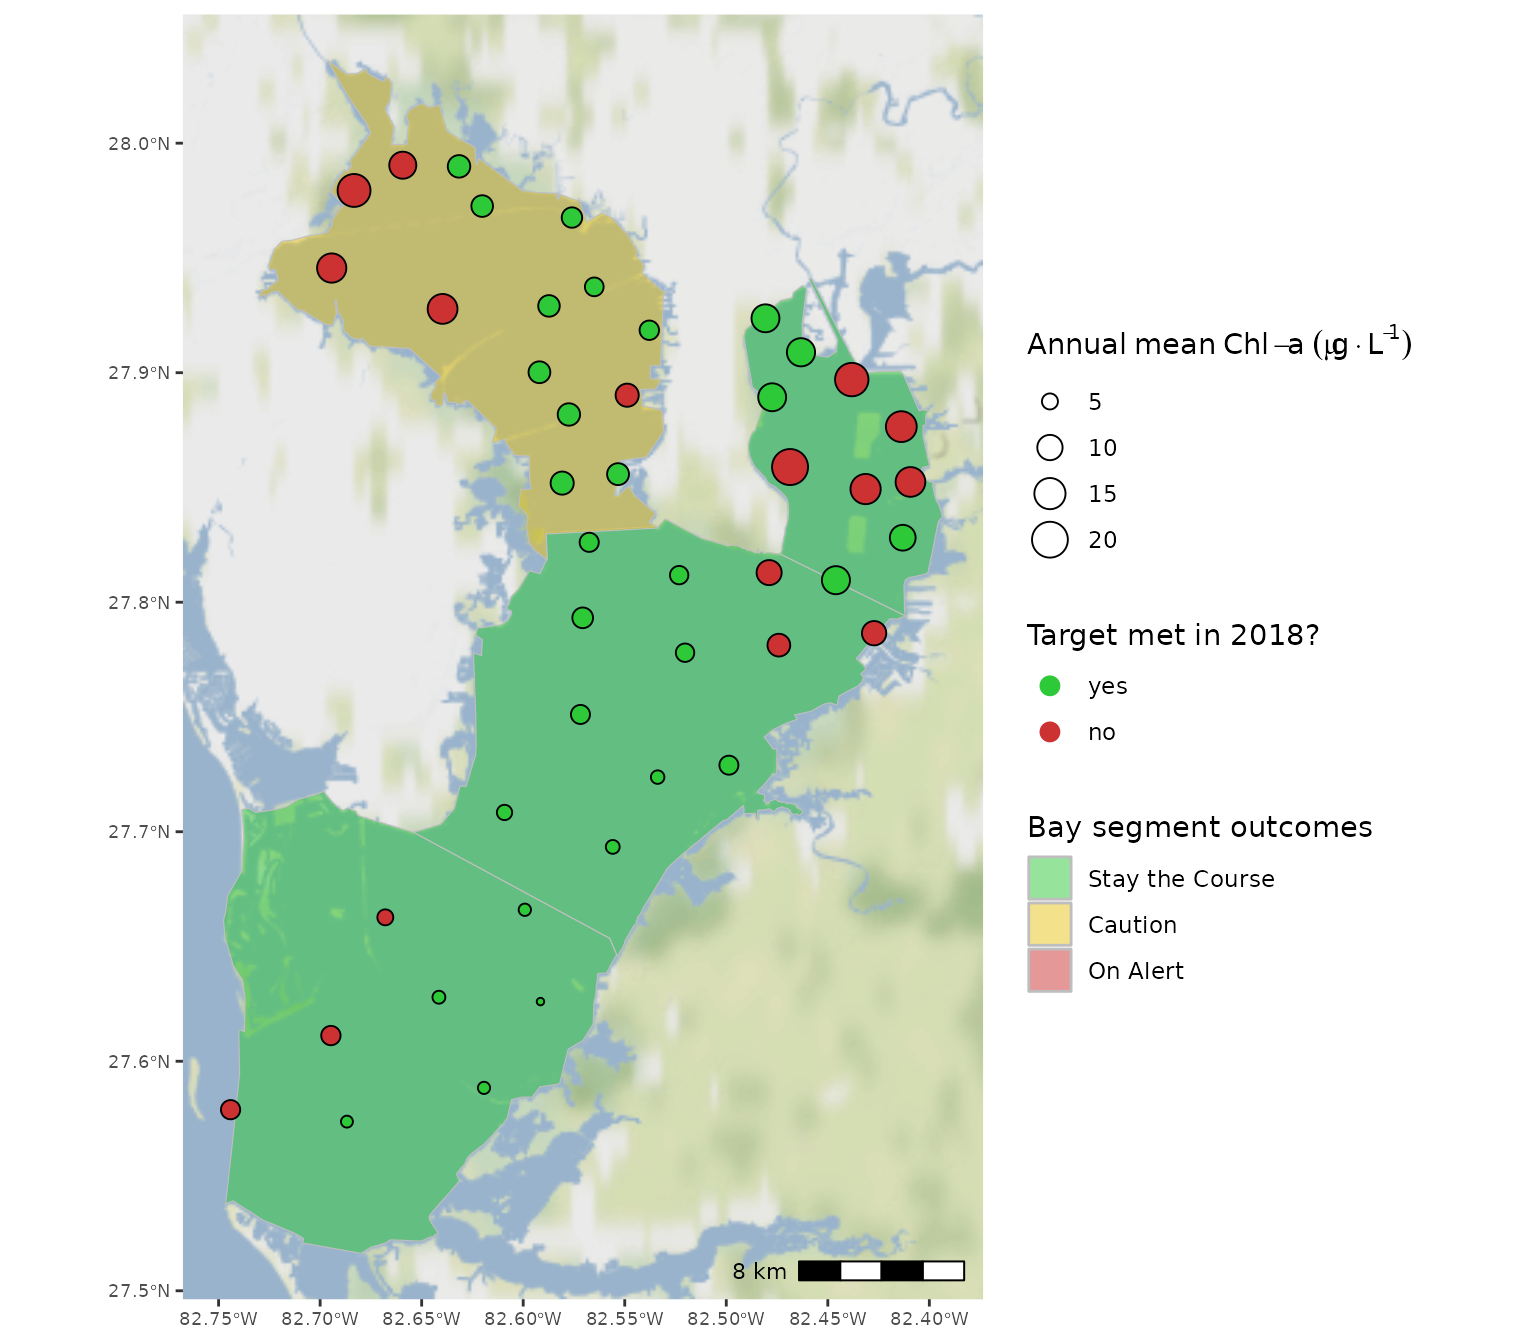 28.0°N
27.9°N
27.8°N
27.7°N
27.6°N
27.5°N
82.75°W 82.70°W 82.65°W 82.60°W 82.55°W 82.50°W 82.45°W 82.40°W
8 km
Annual mean Chl−a (μg · L⁻¹)
5
10
15
20
Target met in 2018?
yes
no
Bay segment outcomes
Stay the Course
Caution
On Alert